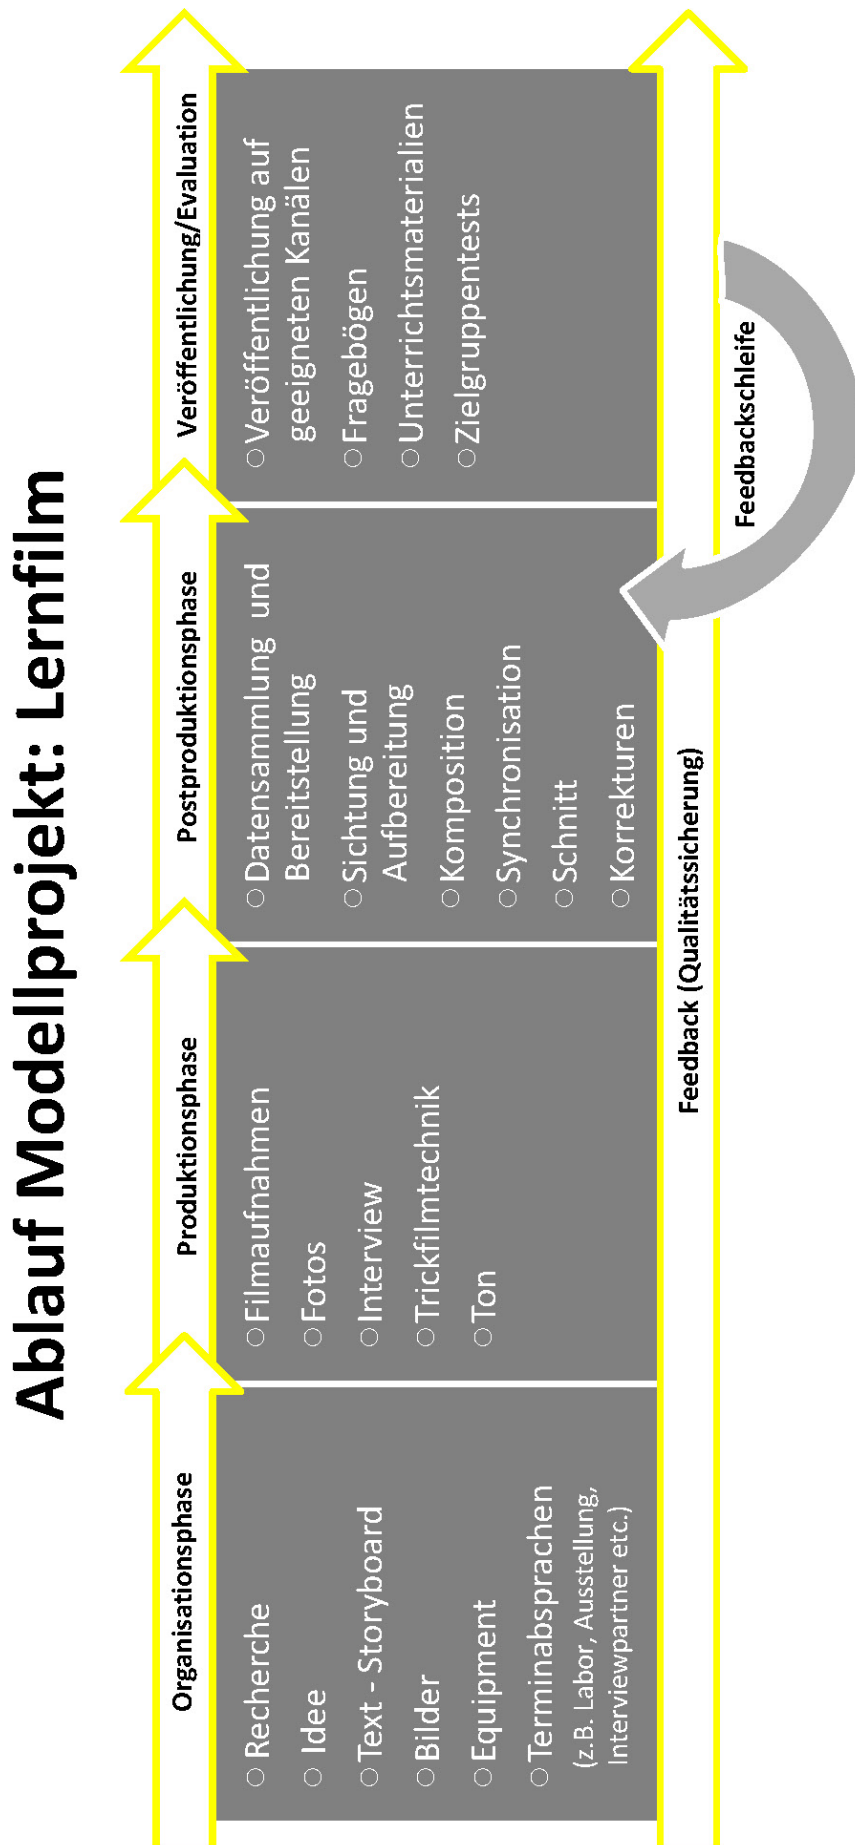 Ablauf Modellprojekt: Lernfilm
Organisationsphase
○ Recherche
○ Idee
○ Text - Storyboard
○ Bilder
○ Equipment
○ Terminabsprachen
(z.B. Labor, Ausstellung,
Interviewpartner etc.)
Produktionsphase
○ Filmaufnahmen
○ Fotos
○ Interview
○ Trickfilmtechnik
○ Ton
Postproduktionsphase
○ Datensammlung und
Bereitstellung
○ Sichtung und
Aufbereitung
○ Komposition
○ Synchronisation
○ Schnitt
○ Korrekturen
Veröffentlichung/Evaluation
○ Veröffentlichung auf
geeigneten Kanälen
○ Fragebögen
○ Unterrichtsmaterialien
○ Zielgruppentests
Feedback (Qualitätssicherung)
Feedbackschleife